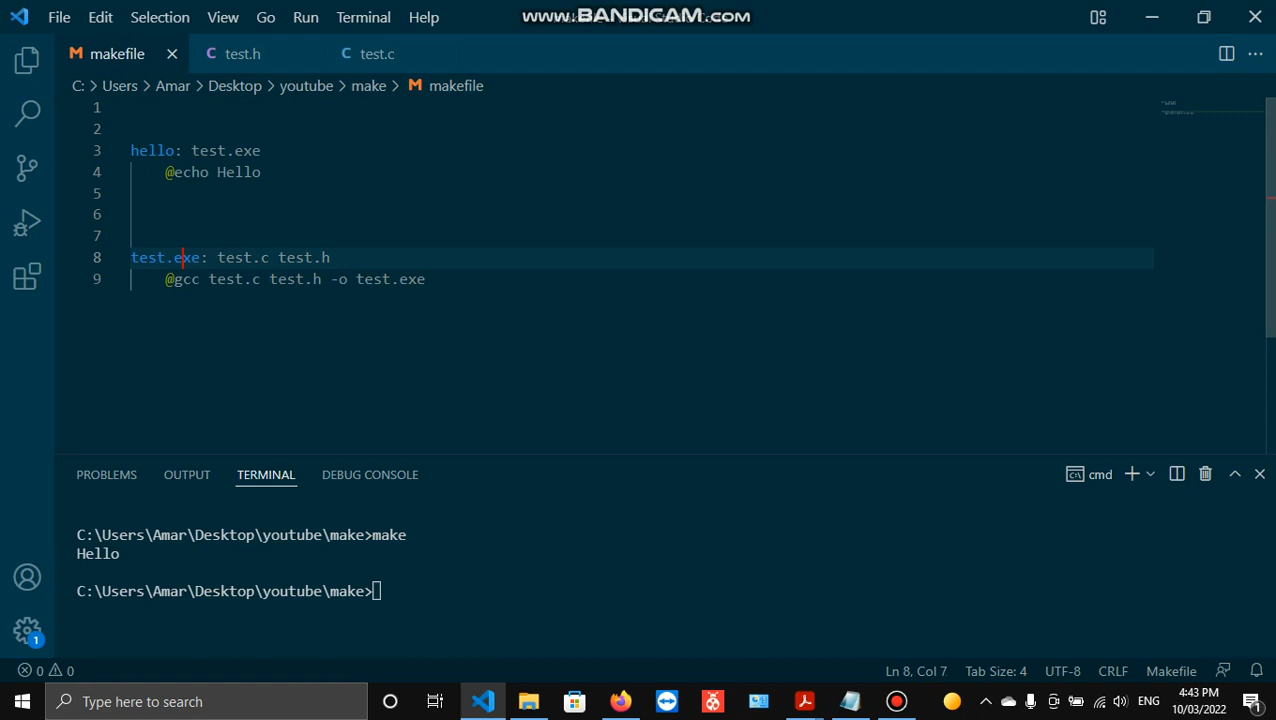 File Edit Selection View Go Run Terminal Help
www.BANDICAM.com
makefile test.h test.c
C: > Users > Amar > Desktop > youtube > make > makefile
1
2
3 hello: test.exe
4 @echo Hello
5
6
7
8 test.exe: test.c test.h
9 @gcc test.c test.h -o test.exe
PROBLEMS OUTPUT TERMINAL DEBUG CONSOLE cmd
C:\Users\Amar\Desktop\youtube\make>make
Hello
C:\Users\Amar\Desktop\youtube\make>
1
0 0 Ln 8, Col 7 Tab Size: 4 UTF-8 CRLF Makefile
Type here to search
ENG
4:43 PM
10/03/2022
1